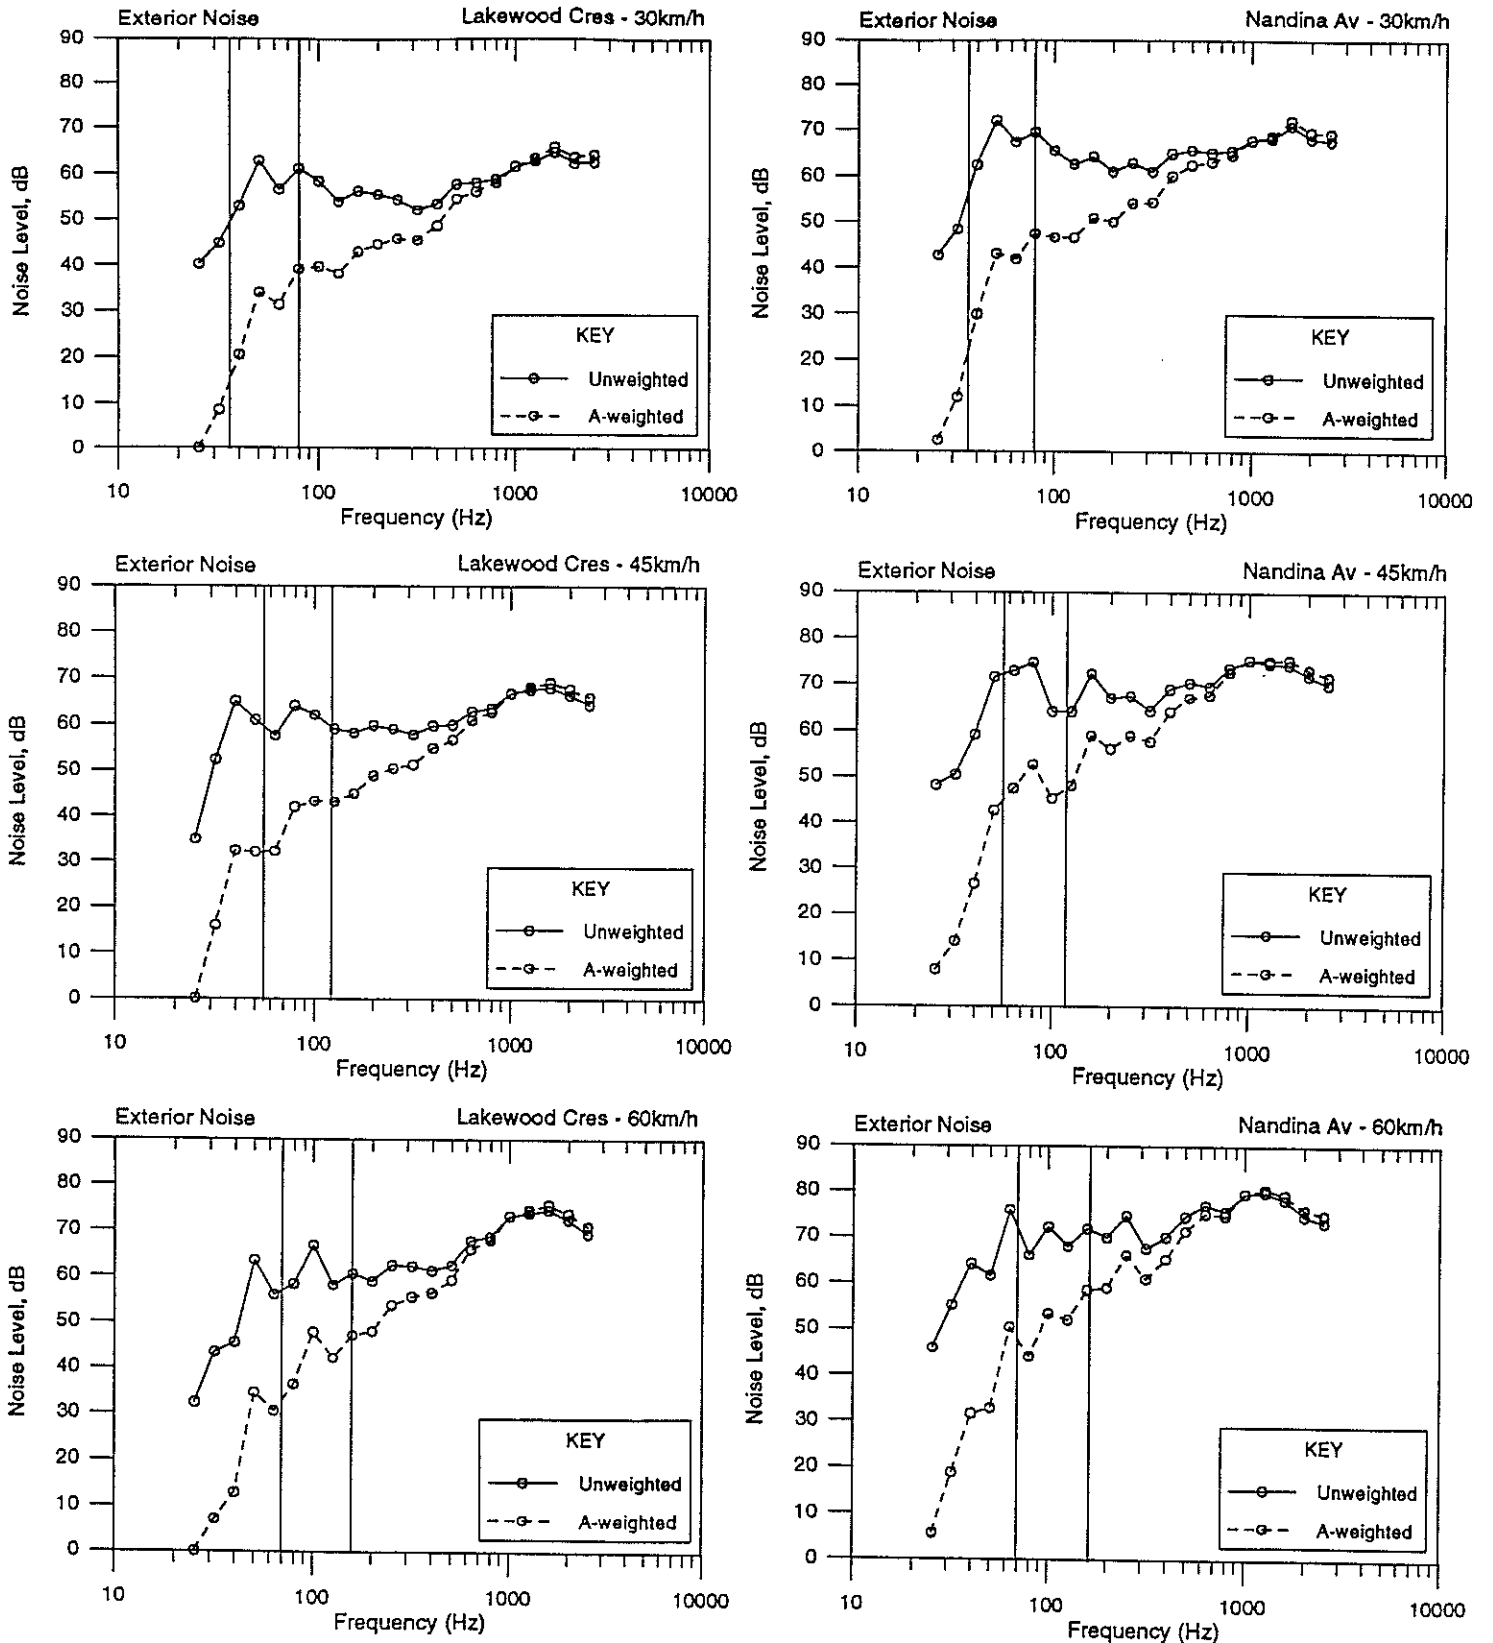 Exterior Noise Lakewood Cres - 30km/h
90
80
70
60
50
40
30
20
10
0
Noise Level, dB
KEY
Unweighted
A-weighted
10 100 1000 10000
Frequency (Hz)
Exterior Noise Nandina Av - 30km/h
90
80
70
60
50
40
30
20
10
0
Noise Level, dB
KEY
Unweighted
A-weighted
10 100 1000 10000
Frequency (Hz)
Exterior Noise Lakewood Cres - 45km/h
90
80
70
60
50
40
30
20
10
0
Noise Level, dB
KEY
Unweighted
A-weighted
10 100 1000 10000
Frequency (Hz)
Exterior Noise Nandina Av - 45km/h
90
80
70
60
50
40
30
20
10
0
Noise Level, dB
KEY
Unweighted
A-weighted
10 100 1000 10000
Frequency (Hz)
Exterior Noise Lakewood Cres - 60km/h
90
80
70
60
50
40
30
20
10
0
Noise Level, dB
KEY
Unweighted
A-weighted
10 100 1000 10000
Frequency (Hz)
Exterior Noise Nandina Av - 60km/h
90
80
70
60
50
40
30
20
10
0
Noise Level, dB
KEY
Unweighted
A-weighted
10 100 1000 10000
Frequency (Hz)